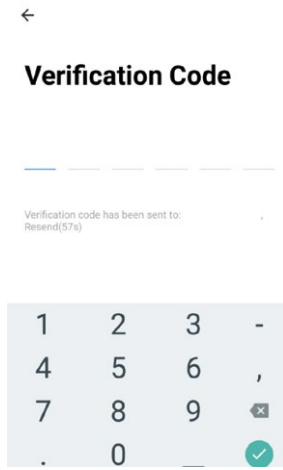 Verification Code
Verification code has been sent to: ,
Resend(57s)
1 2 3 -
4 5 6 ,
7 8 9
. 0 _